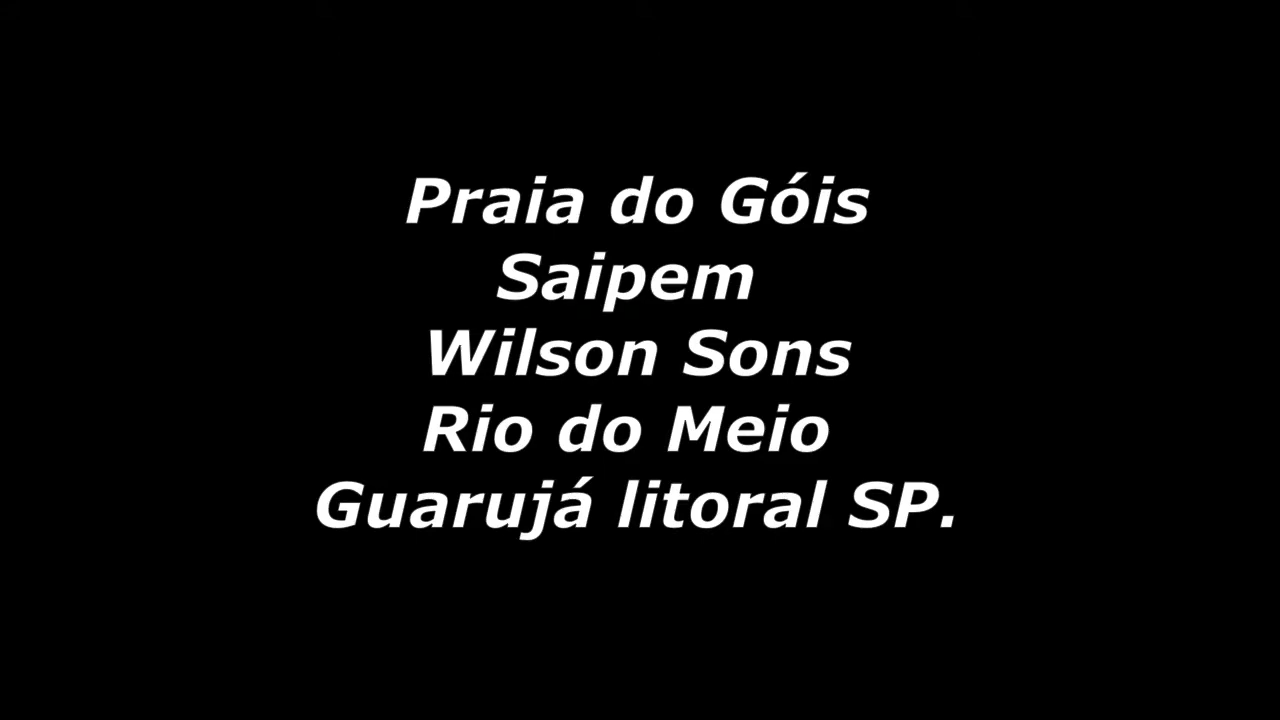 Praia do Góis
Saipem
Wilson Sons
Rio do Meio
Guarujá litoral SP.